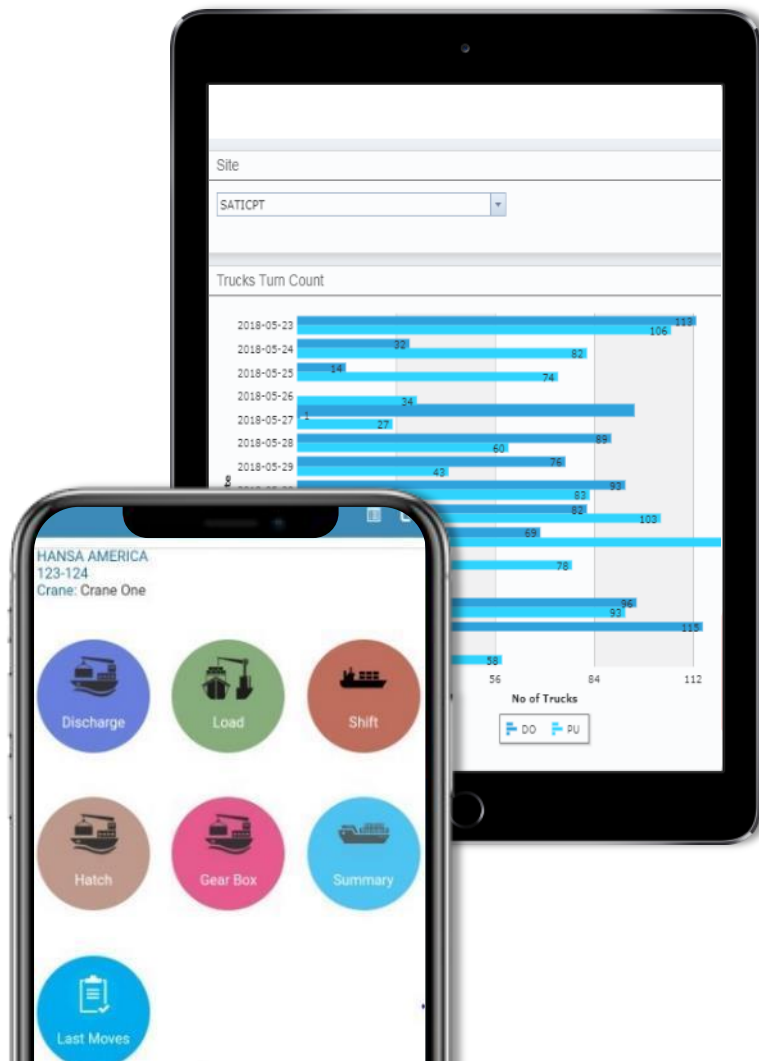 Site
SATICPT
Trucks Turn Count
2018-05-23
113
106
2018-05-24
32
82
2018-05-25
14
74
2018-05-26
34
2018-05-27
1
27
2018-05-28
89
60
2018-05-29
76
43
93
83
82
103
69
78
96
93
115
58
56
84
112
No of Trucks
DO PU
HANSA AMERICA
123-124
Crane: Crane One
Discharge
Load
Shift
Hatch
Gear Box
Summary
Last Moves